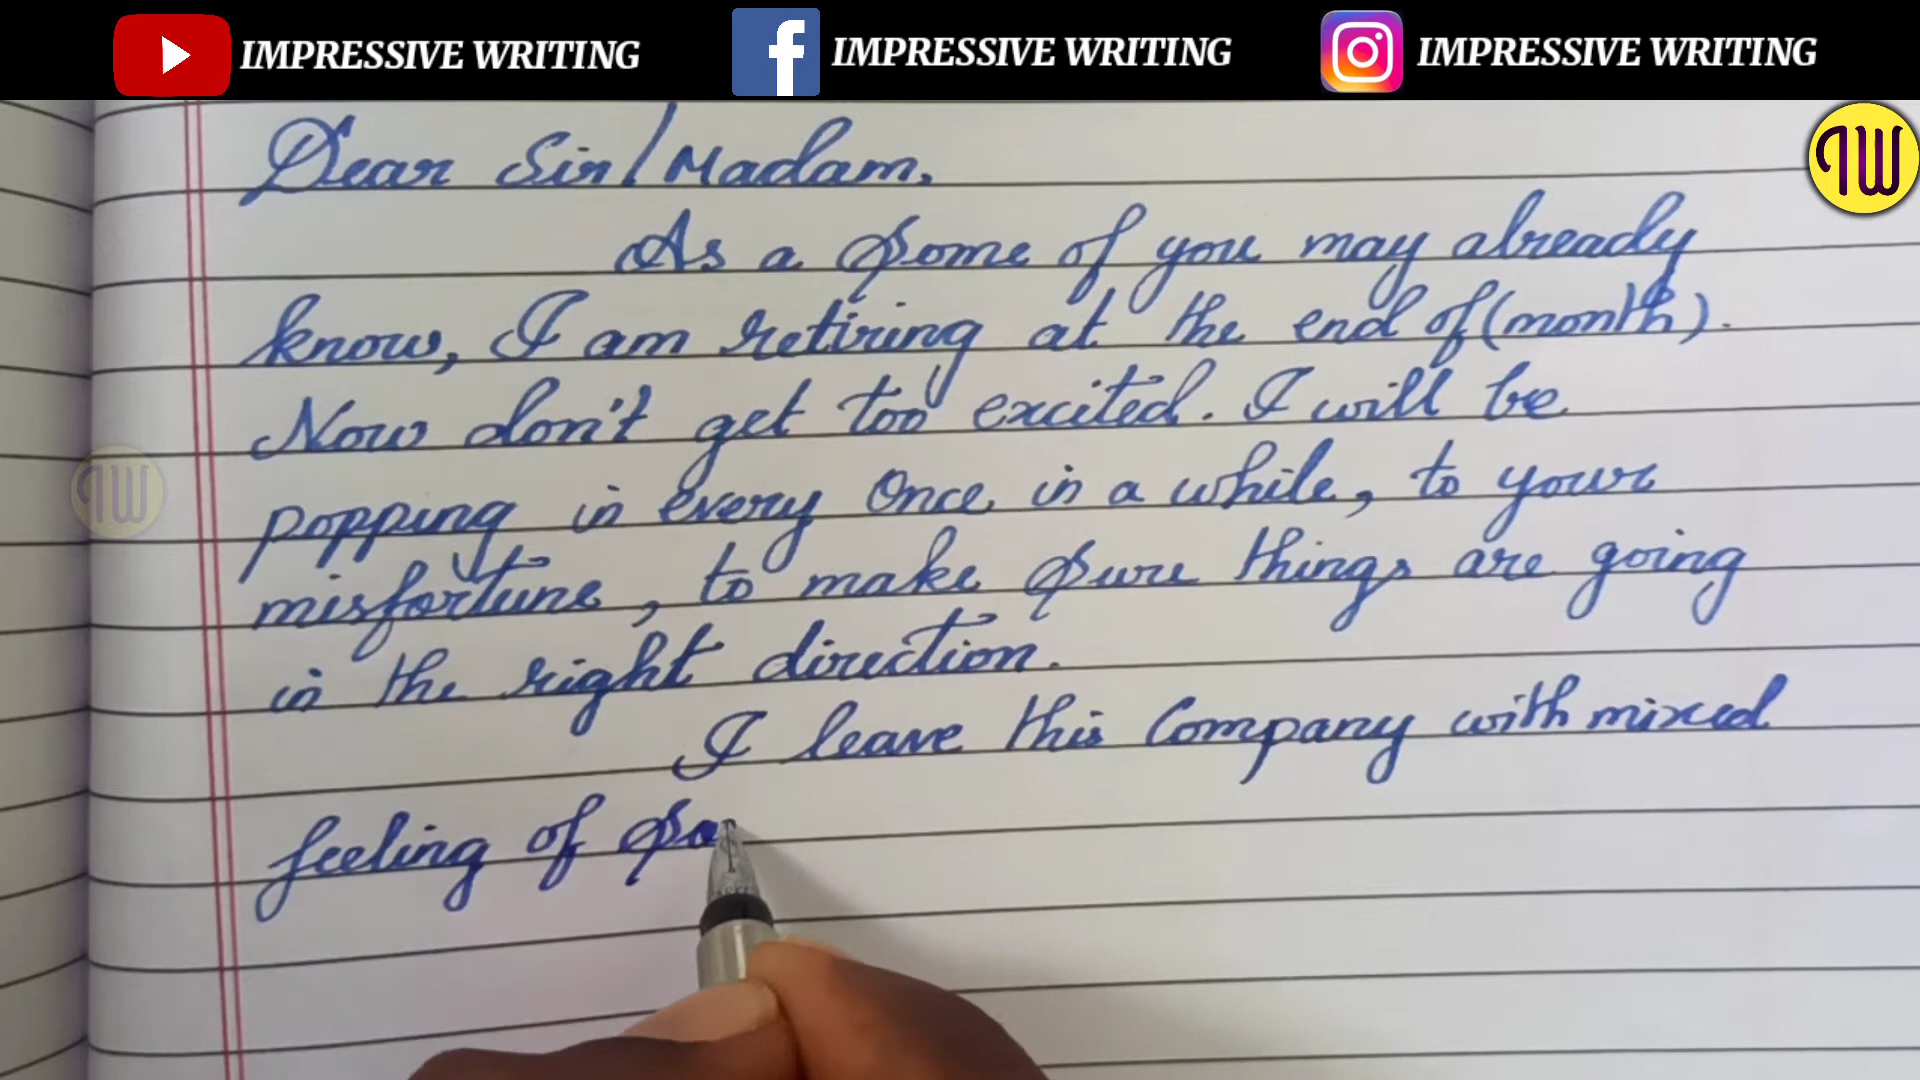 IMPRESSIVE WRITING IMPRESSIVE WRITING IMPRESSIVE WRITING
IW
Dear Sir/Madam,
As a Some of you may already
know, I am retiring at the end of (month).
Now don't get too excited. I will be
popping in every Once in a while, to your
IW
misfortune, to make Sure things are going
in the right direction.
I leave this Company with mixed
feeling of